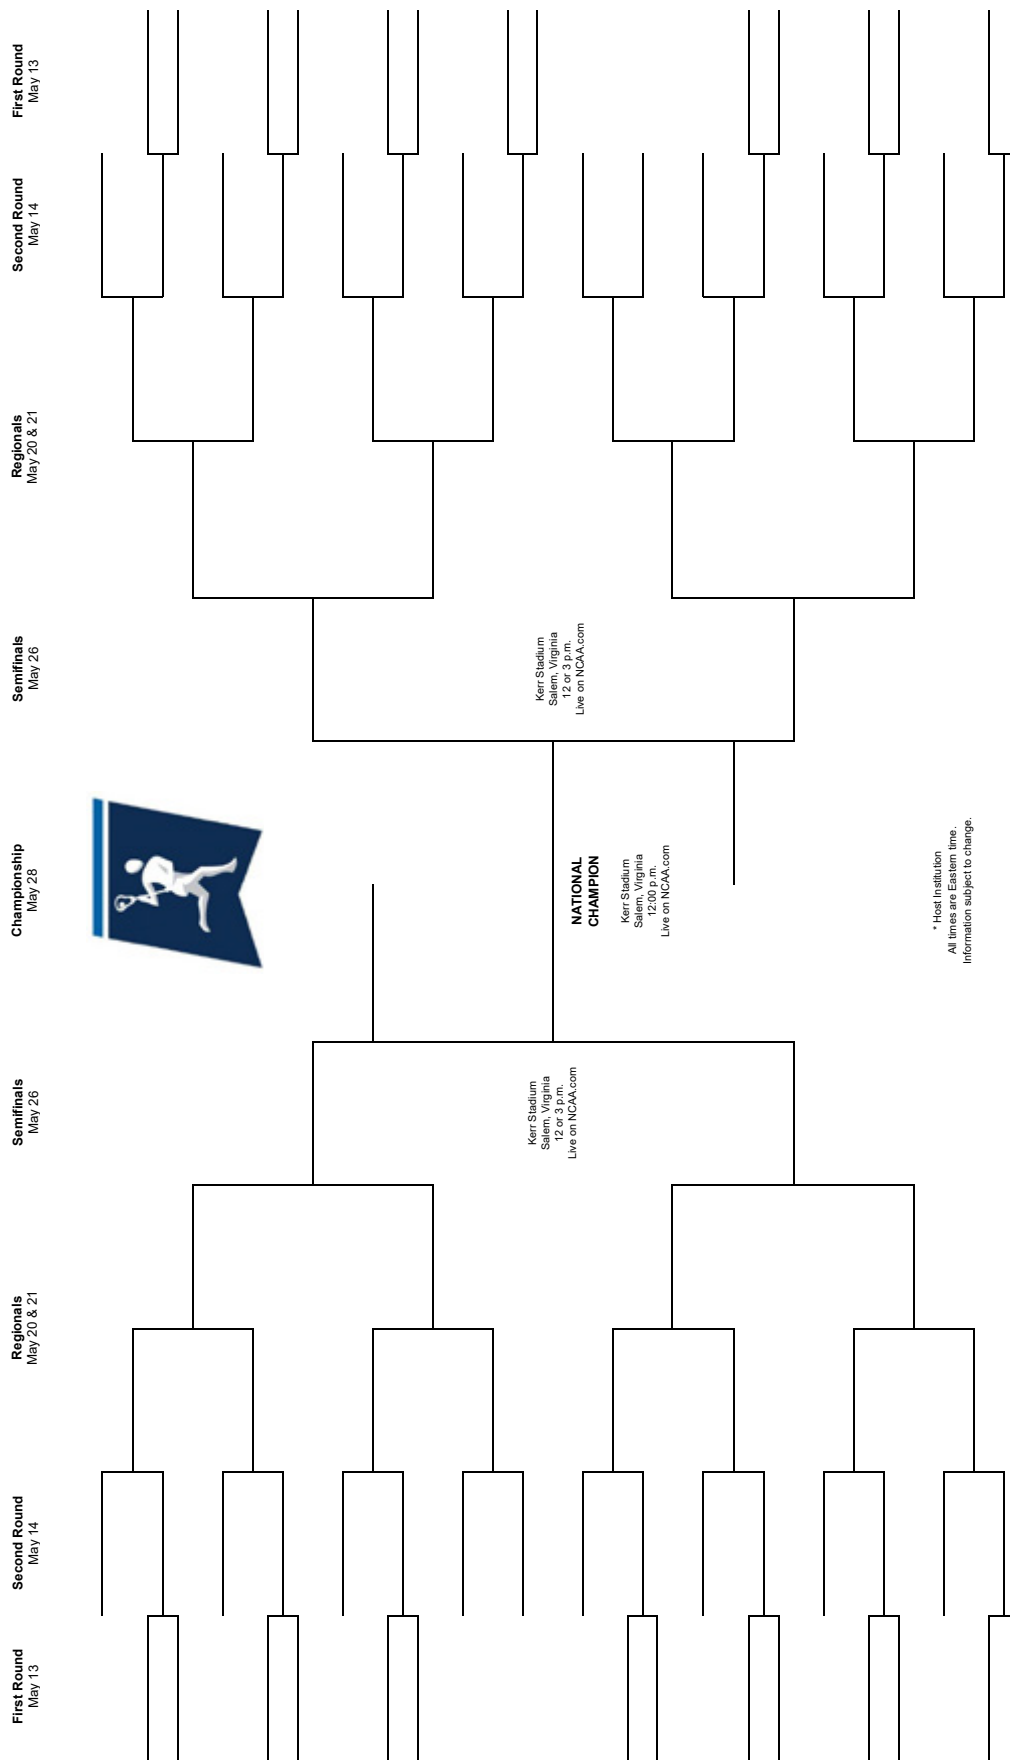 First Round
May 13
Second Round
May 14
Regionals
May 20 & 21
Semifinals
May 26
Championship
May 28
Semifinals
May 26
Regionals
May 20 & 21
Second Round
May 14
First Round
May 13
Kerr Stadium
Salem, Virginia
12 or 3 p.m.
Live on NCAA.com
NATIONAL
CHAMPION
Kerr Stadium
Salem, Virginia
12:00 p.m.
Live on NCAA.com
Kerr Stadium
Salem, Virginia
12 or 3 p.m.
Live on NCAA.com
* Host Institution
All times are Eastern time.
Information subject to change.